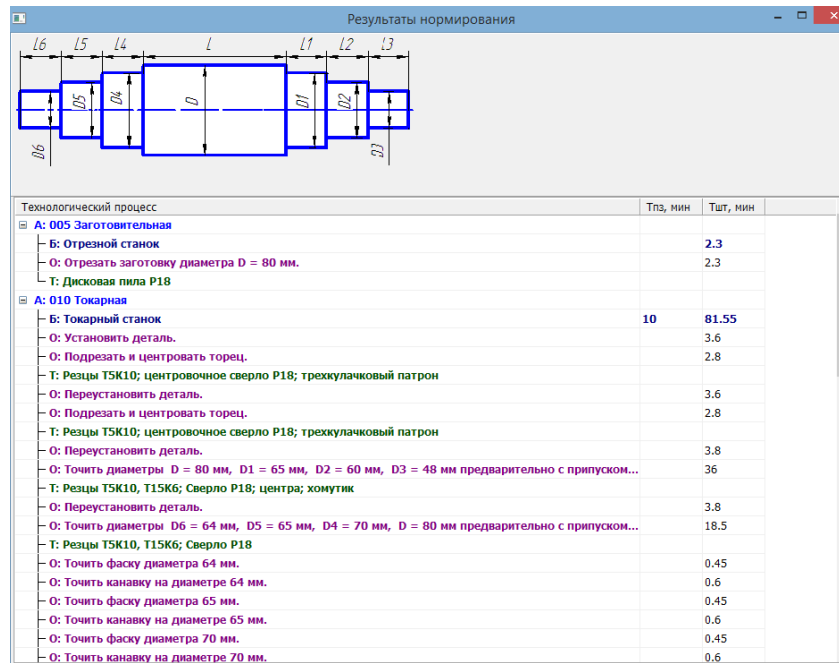 Результаты нормирования
L6 L5 L4 L L1 L2 L3
D6 D5 D4 D D1 D2 D3
Технологический процесс Тпз, мин Тшт, мин
А: 005 Заготовительная
Б: Отрезной станок 2.3
О: Отрезать заготовку диаметра D = 80 мм. 2.3
Т: Дисковая пила Р18
А: 010 Токарная
Б: Токарный станок 10 81.55
О: Установить деталь. 3.6
О: Подрезать и центровать торец. 2.8
Т: Резцы Т5К10; центровочное сверло Р18; трехкулачковый патрон
О: Переустановить деталь. 3.6
О: Подрезать и центровать торец. 2.8
Т: Резцы Т5К10; центровочное сверло Р18; трехкулачковый патрон
О: Переустановить деталь. 3.8
О: Точить диаметры D = 80 мм, D1 = 65 мм, D2 = 60 мм, D3 = 48 мм предварительно с припуском... 36
Т: Резцы Т5К10, Т15К6; Сверло Р18; центра; хомутик
О: Переустановить деталь. 3.8
О: Точить диаметры D6 = 64 мм, D5 = 65 мм, D4 = 70 мм, D = 80 мм предварительно с припуском... 18.5
Т: Резцы Т5К10, Т15К6; Сверло Р18
О: Точить фаску диаметра 64 мм. 0.45
О: Точить канавку на диаметре 64 мм. 0.6
О: Точить фаску диаметра 65 мм. 0.45
О: Точить канавку на диаметре 65 мм. 0.6
О: Точить фаску диаметра 70 мм. 0.45
О: Точить канавку на диаметре 70 мм. 0.6